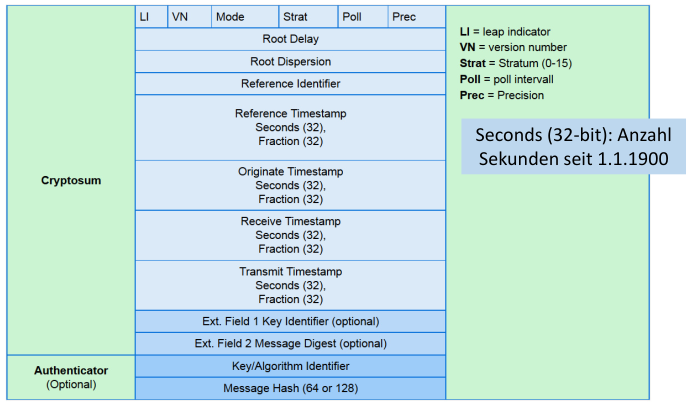 LI VN Mode Strat Poll Prec
Root Delay
Root Dispersion
Reference Identifier
Reference Timestamp
Seconds (32),
Fraction (32)
Originate Timestamp
Seconds (32),
Fraction (32)
Receive Timestamp
Seconds (32),
Fraction (32)
Transmit Timestamp
Seconds (32),
Fraction (32)
Ext. Field 1 Key Identifier (optional)
Ext. Field 2 Message Digest (optional)
Cryptosum
Key/Algorithm Identifier
Message Hash (64 or 128)
Authenticator
(Optional)
LI = leap indicator
VN = version number
Strat = Stratum (0-15)
Poll = poll intervall
Prec = Precision
Seconds (32-bit): Anzahl
Sekunden seit 1.1.1900